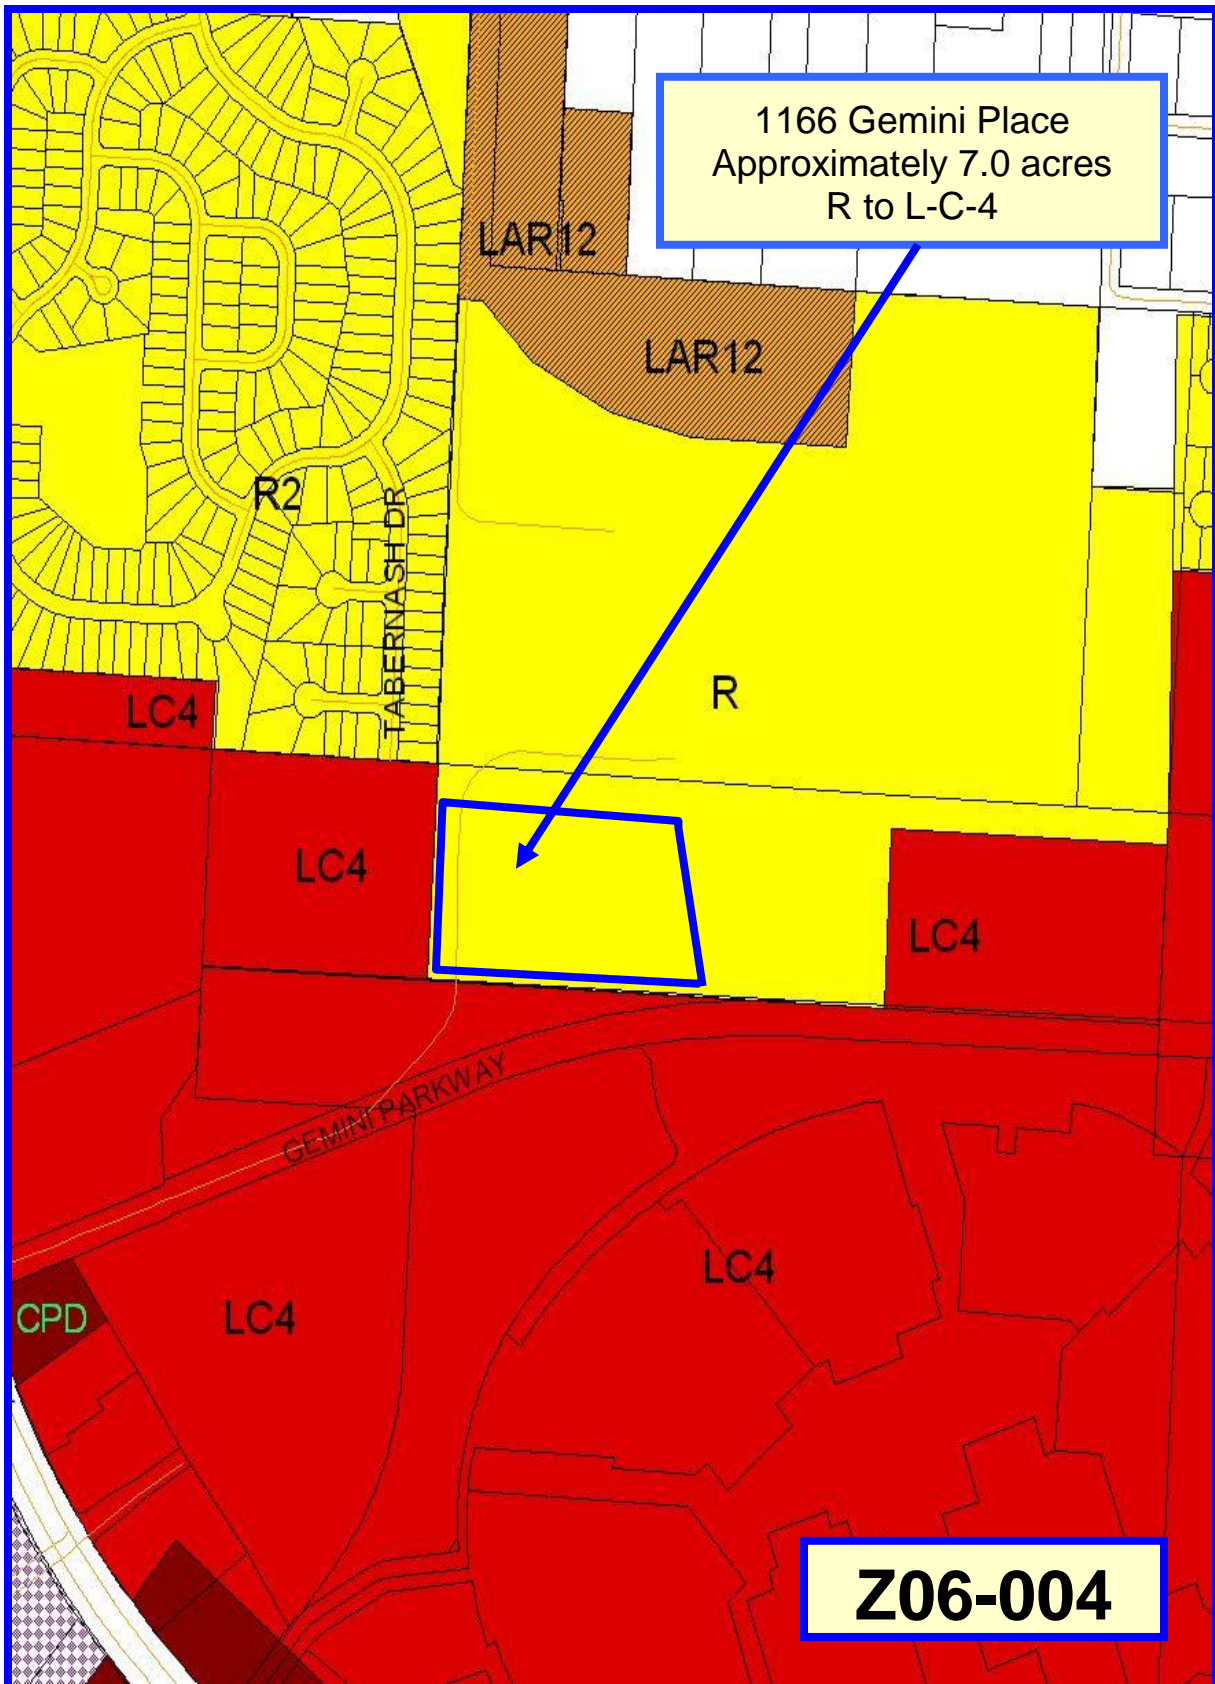 1166 Gemini Place
Approximately 7.0 acres
R to L-C-4
LAR12
LAR12
R2
TABERNASH DR
R
LC4
LC4
LC4
GEMINI PARKWAY
LC4
CPD
LC4
Z06-004